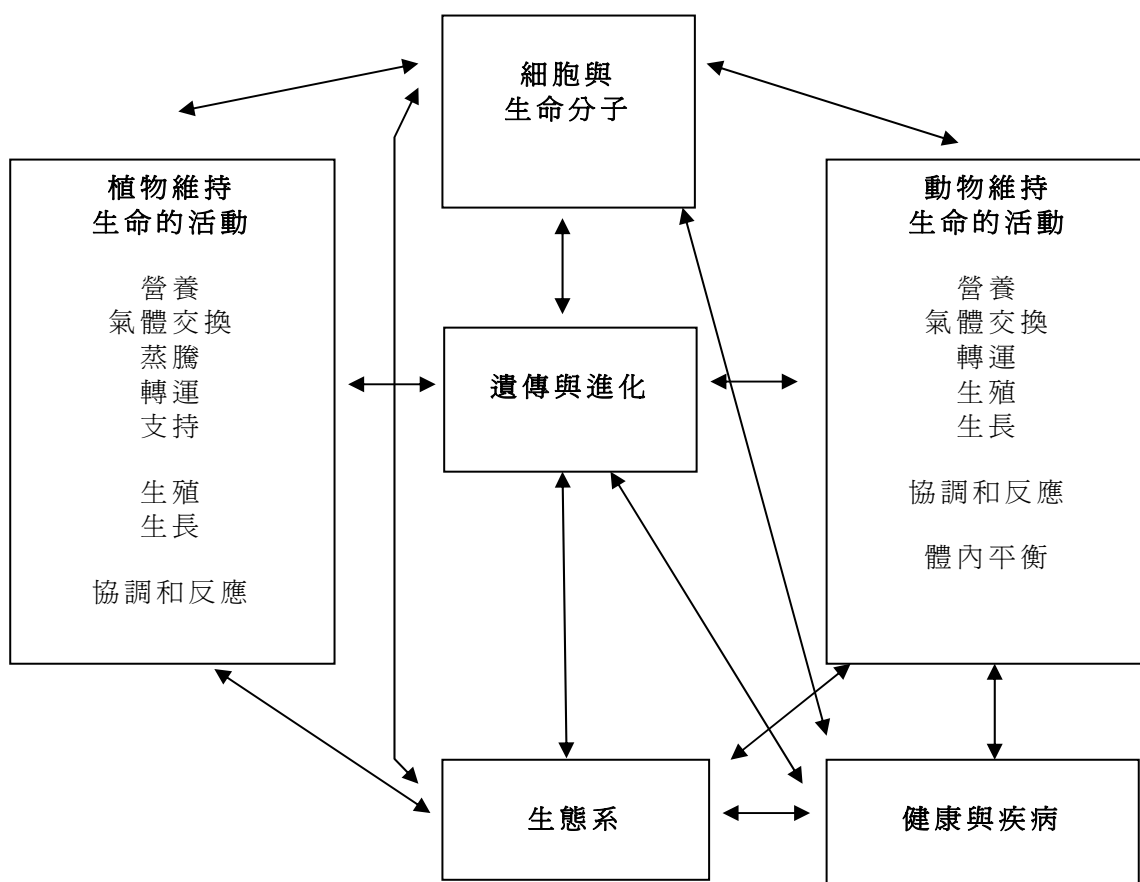 細胞與
生命分子
植物維持
生命的活動
營養
氣體交換
蒸騰
轉運
支持
生殖
生長
協調和反應
遺傳與進化
動物維持
生命的活動
營養
氣體交換
轉運
生殖
生長
協調和反應
體內平衡
生態系
健康與疾病